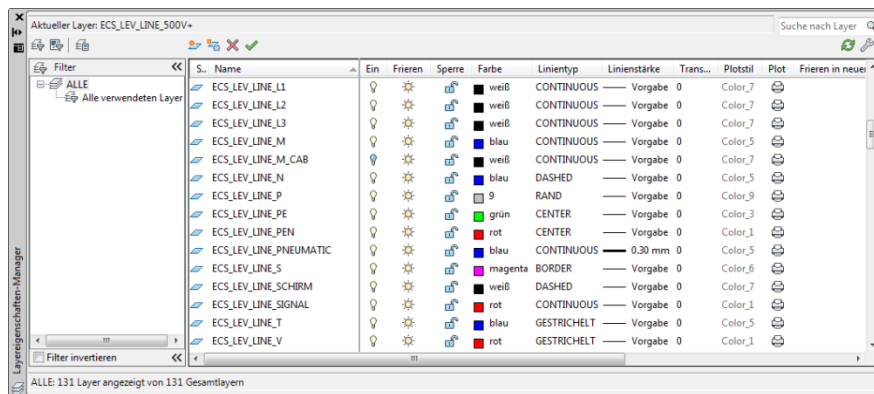 Aktueller Layer: ECS_LEV_LINE_500V+
Suche nach Layer
Filter
ALLE
Alle verwendeten Layer
S.. Name Ein Frieren Sperre Farbe Linientyp Linienstärke Trans... Plotstil Plot Frieren in neuer
ECS_LEV_LINE_L1 weiß CONTINUOUS Vorgabe 0 Color_7
ECS_LEV_LINE_L2 weiß CONTINUOUS Vorgabe 0 Color_7
ECS_LEV_LINE_L3 weiß CONTINUOUS Vorgabe 0 Color_7
ECS_LEV_LINE_M blau CONTINUOUS Vorgabe 0 Color_5
ECS_LEV_LINE_M_CAB weiß CONTINUOUS Vorgabe 0 Color_7
ECS_LEV_LINE_N blau DASHED Vorgabe 0 Color_5
ECS_LEV_LINE_P 9 RAND Vorgabe 0 Color_9
ECS_LEV_LINE_PE grün CENTER Vorgabe 0 Color_3
ECS_LEV_LINE_PEN rot CENTER Vorgabe 0 Color_1
ECS_LEV_LINE_PNEUMATIC blau CONTINUOUS 0.30 mm 0 Color_5
ECS_LEV_LINE_S magenta BORDER Vorgabe 0 Color_6
ECS_LEV_LINE_SCHIRM weiß DASHED Vorgabe 0 Color_7
ECS_LEV_LINE_SIGNAL rot CONTINUOUS Vorgabe 0 Color_1
ECS_LEV_LINE_T blau GESTRICHELT Vorgabe 0 Color_5
ECS_LEV_LINE_V rot GESTRICHELT Vorgabe 0 Color_1
Filter invertieren
Layereigenschaften-Manager
ALLE: 131 Layer angezeigt von 131 Gesamtlayern